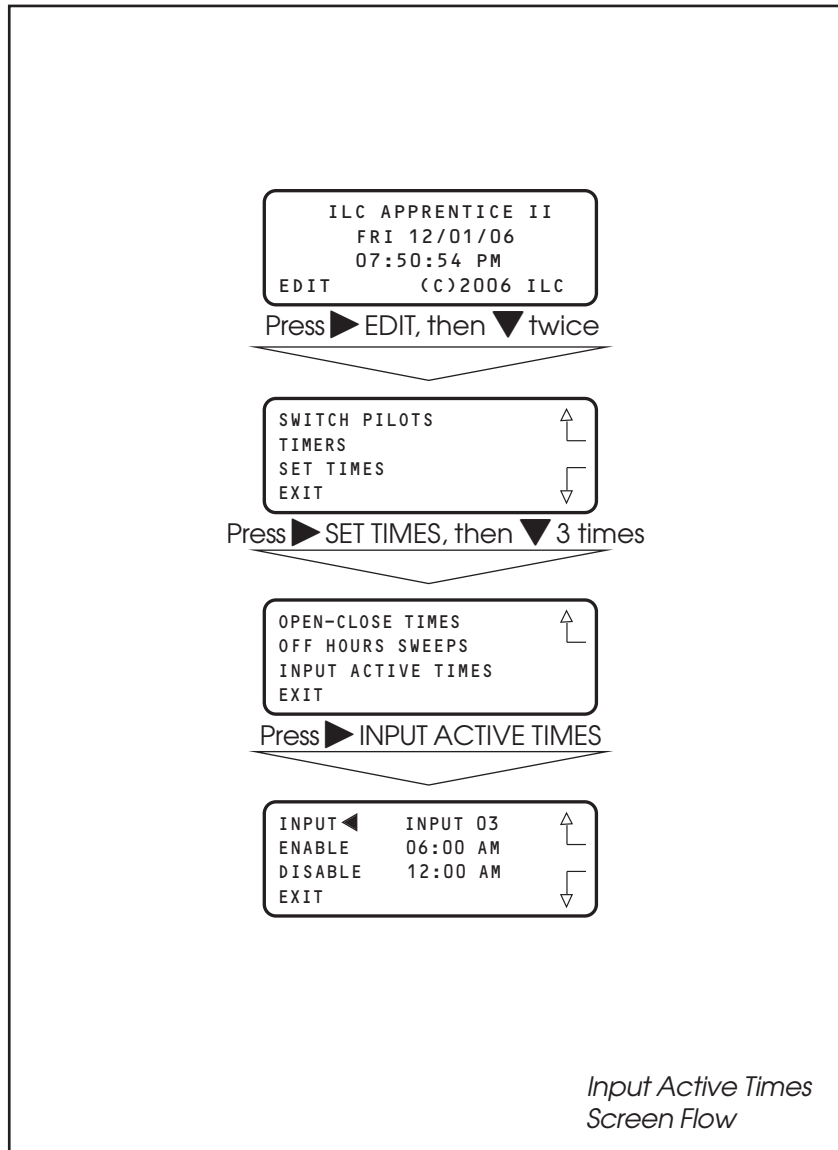 ILC APPRENTICE II
FRI 12/01/06
07:50:54 PM
EDIT (C)2006 ILC
Press ▶ EDIT, then ▼ twice
SWITCH PILOTS
TIMERS
SET TIMES
EXIT
Press ▶ SET TIMES, then ▼ 3 times
OPEN-CLOSE TIMES
OFF HOURS SWEEPS
INPUT ACTIVE TIMES
EXIT
Press ▶ INPUT ACTIVE TIMES
INPUT◀ INPUT 03
ENABLE 06:00 AM
DISABLE 12:00 AM
EXIT
Input Active Times
Screen Flow